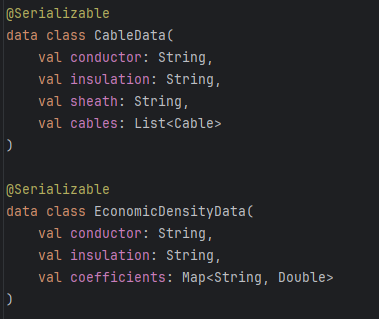 @Serializable
data class CableData(
    val conductor: String,
    val insulation: String,
    val sheath: String,
    val cables: List<Cable>
)
@Serializable
data class EconomicDensityData(
    val conductor: String,
    val insulation: String,
    val coefficients: Map<String, Double>
)